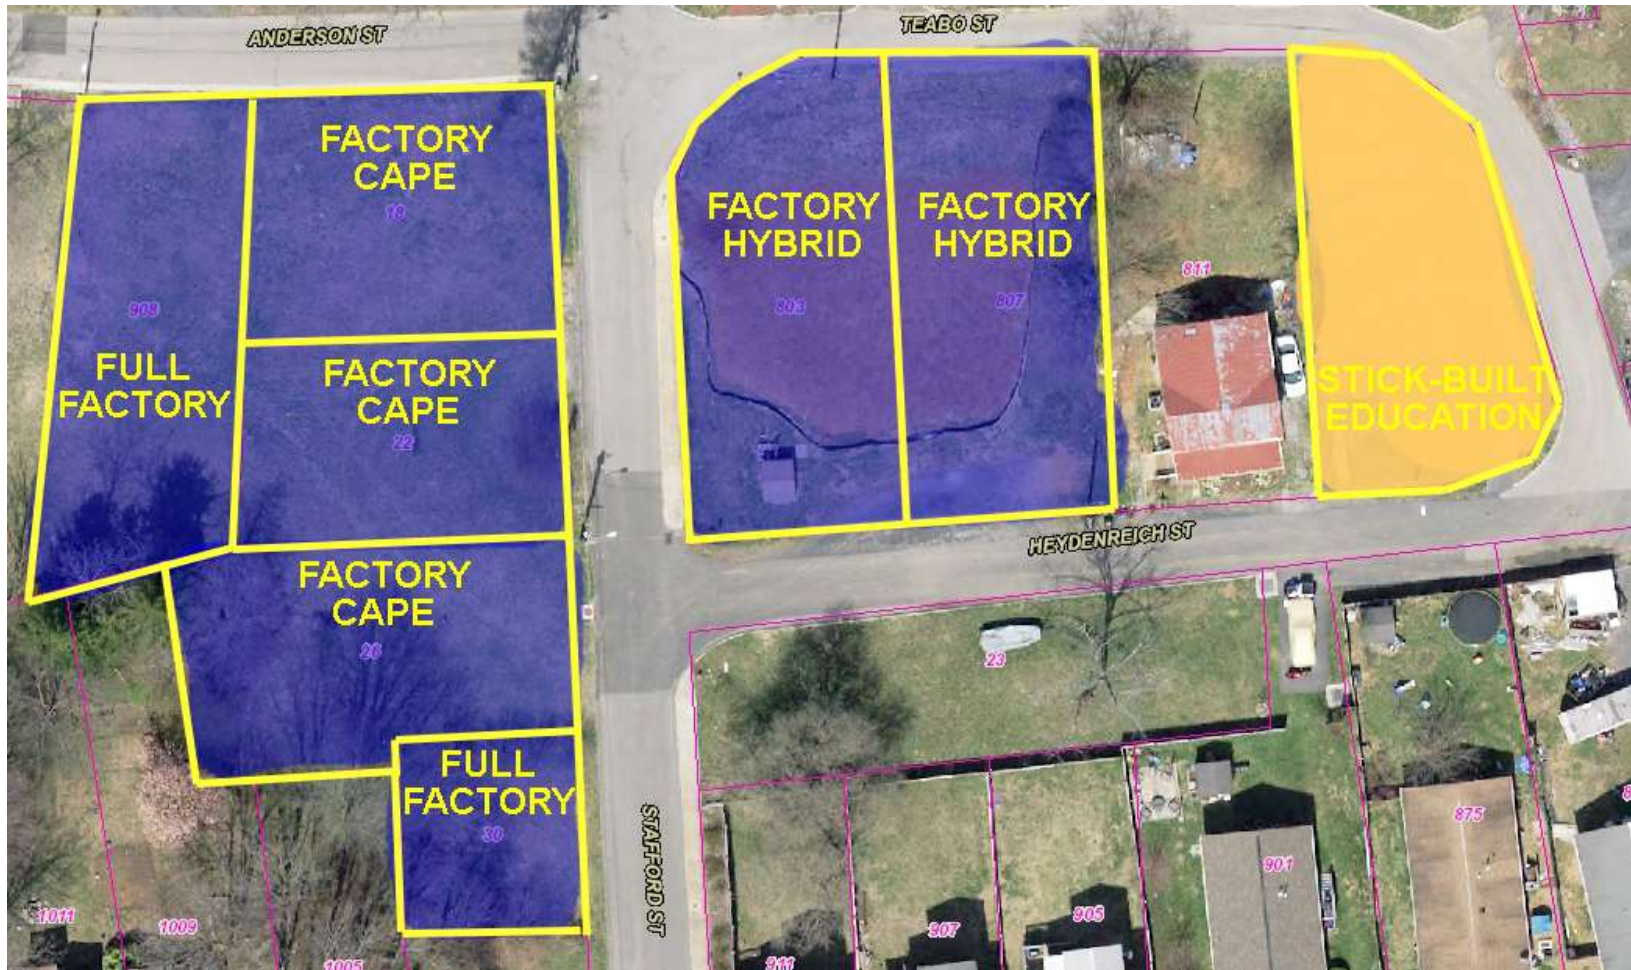 ANDERSON ST
TEABO ST
FACTORY
CAPE
18
FACTORY
HYBRID
803
FACTORY
HYBRID
807
811
908
FULL
FACTORY
FACTORY
CAPE
22
STICK-BUILT
EDUCATION
HEYDENREICH ST
FACTORY
CAPE
26
23
FULL
FACTORY
30
STAFFORD ST
875
901
905
907
911
1011
1009
1005